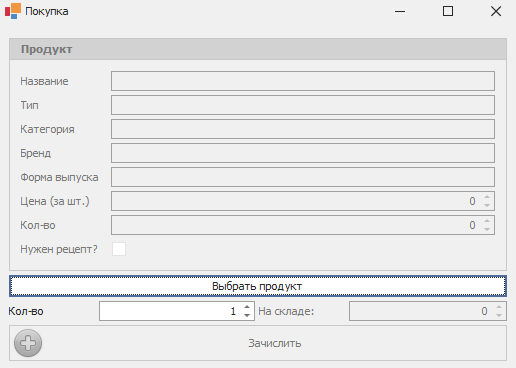 Покупка
Продукт
Название
Тип
Категория
Бренд
Форма выпуска
Цена (за шт.) 0
Кол-во 0
Нужен рецепт?
Выбрать продукт
Кол-во 1 На складе: 0
Зачислить